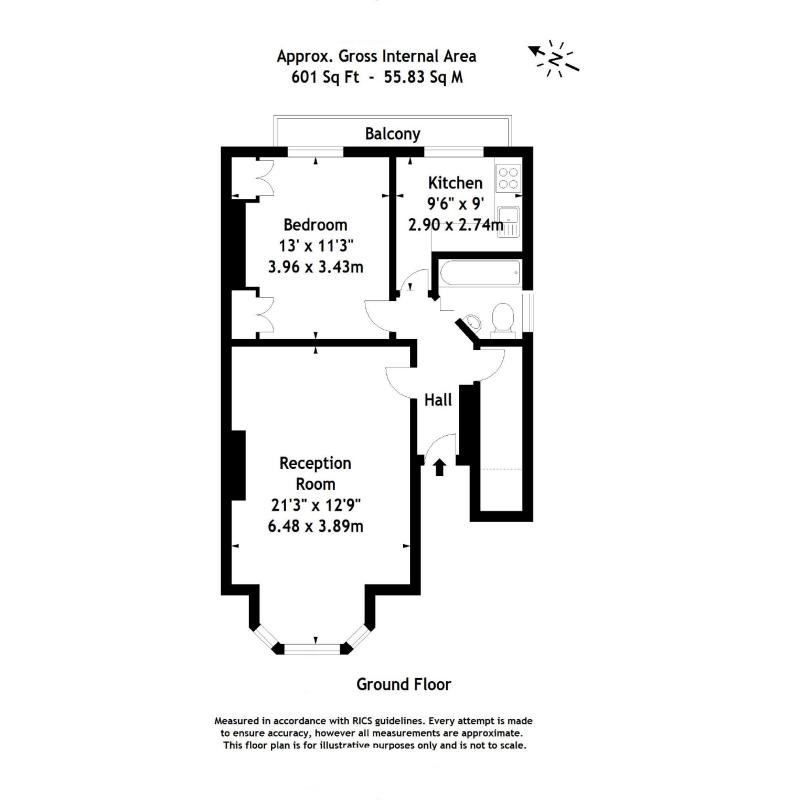 Approx. Gross Internal Area
601 Sq Ft - 55.83 Sq M
N
Balcony
Kitchen
9'6" x 9'
2.90 x 2.74m
Bedroom
13' x 11'3"
3.96 x 3.43m
Hall
Reception
Room
21'3" x 12'9"
6.48 x 3.89m
Ground Floor
Measured in accordance with RICS guidelines. Every attempt is made
to ensure accuracy, however all measurements are approximate.
This floor plan is for illustrative purposes only and is not to scale.